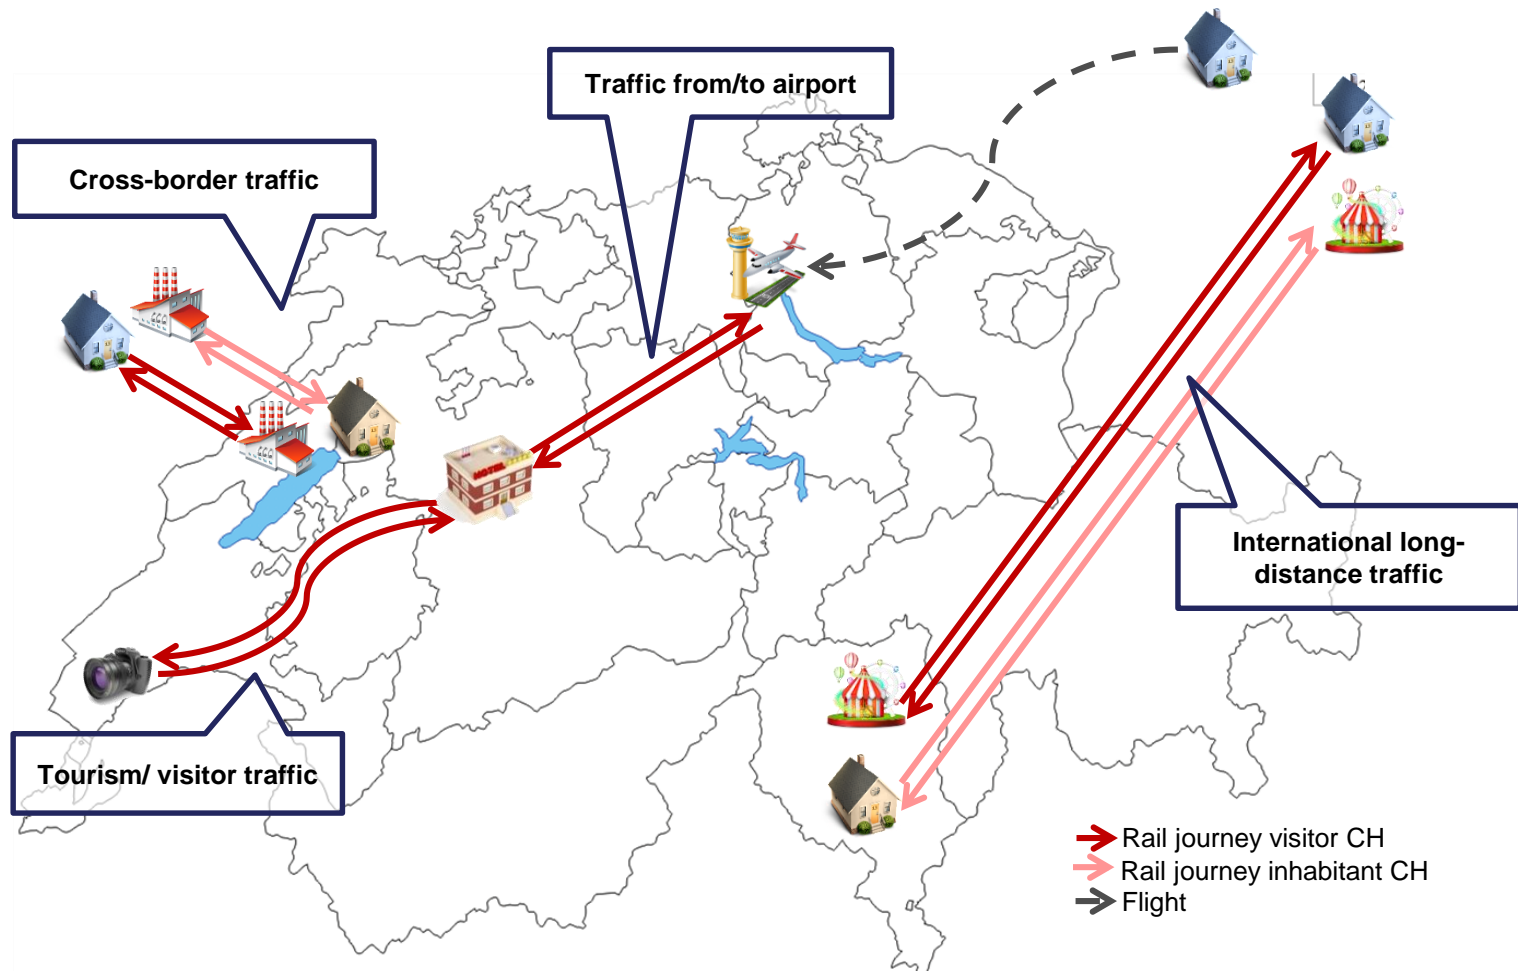 Traffic from/to airport
Cross-border traffic
HOTEL
International long-
distance traffic
Tourism/ visitor traffic
Rail journey visitor CH
Rail journey inhabitant CH
Flight